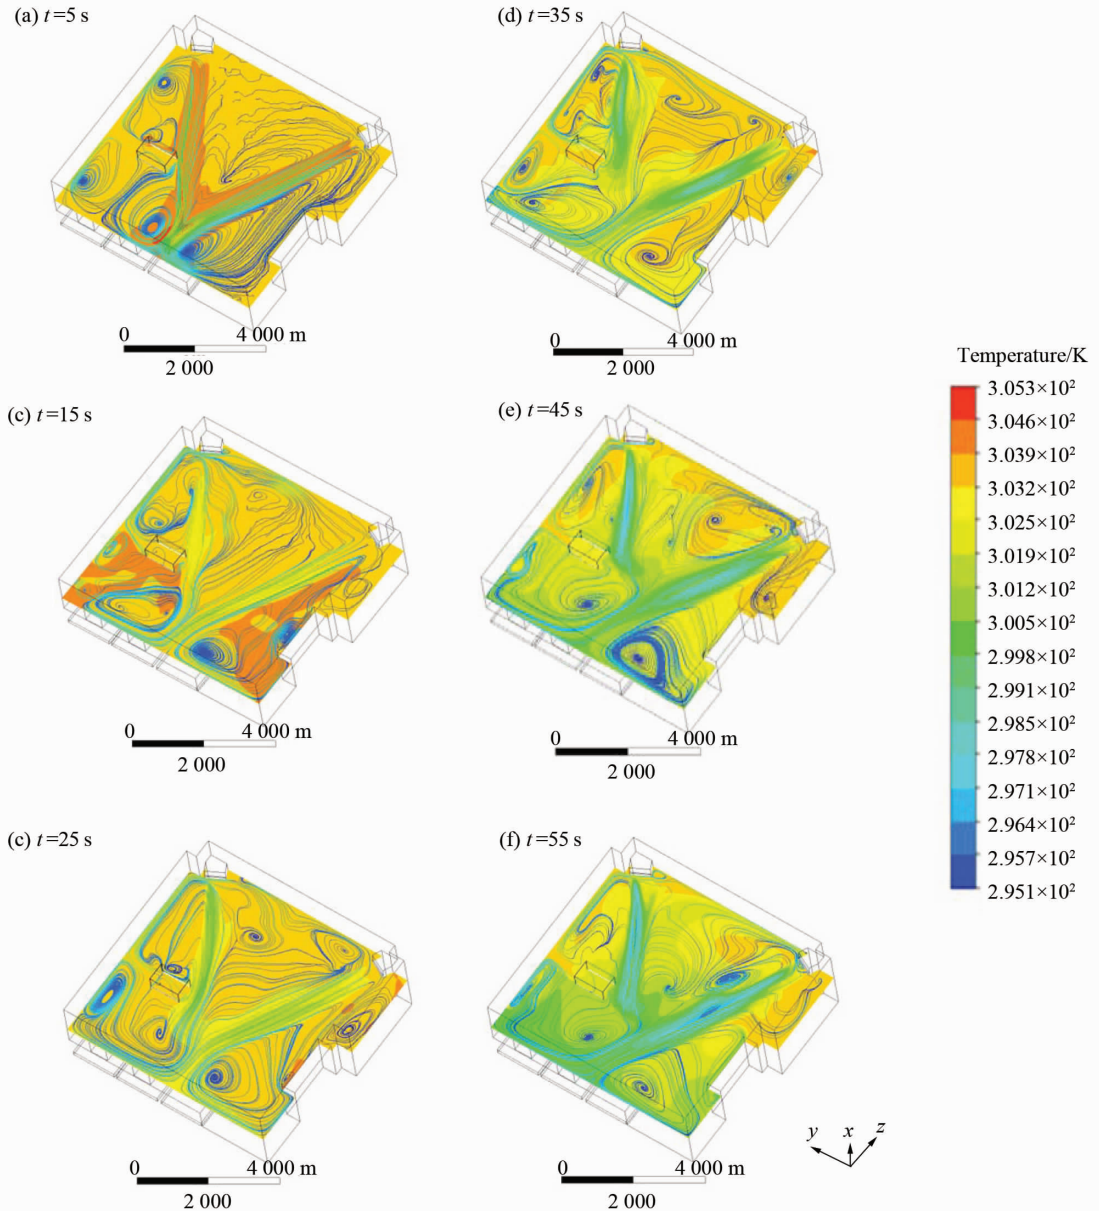 (a) t=5 s
0 4 000 m
2 000
(c) t=15 s
0 4 000 m
2 000
(c) t=25 s
0 4 000 m
2 000
(d) t=35 s
0 4 000 m
2 000
(e) t=45 s
0 4 000 m
2 000
(f) t=55 s
0 4 000 m
2 000
Temperature/K
3.053×10²
3.046×10²
3.039×10²
3.032×10²
3.025×10²
3.019×10²
3.012×10²
3.005×10²
2.998×10²
2.991×10²
2.985×10²
2.978×10²
2.971×10²
2.964×10²
2.957×10²
2.951×10²
y x z